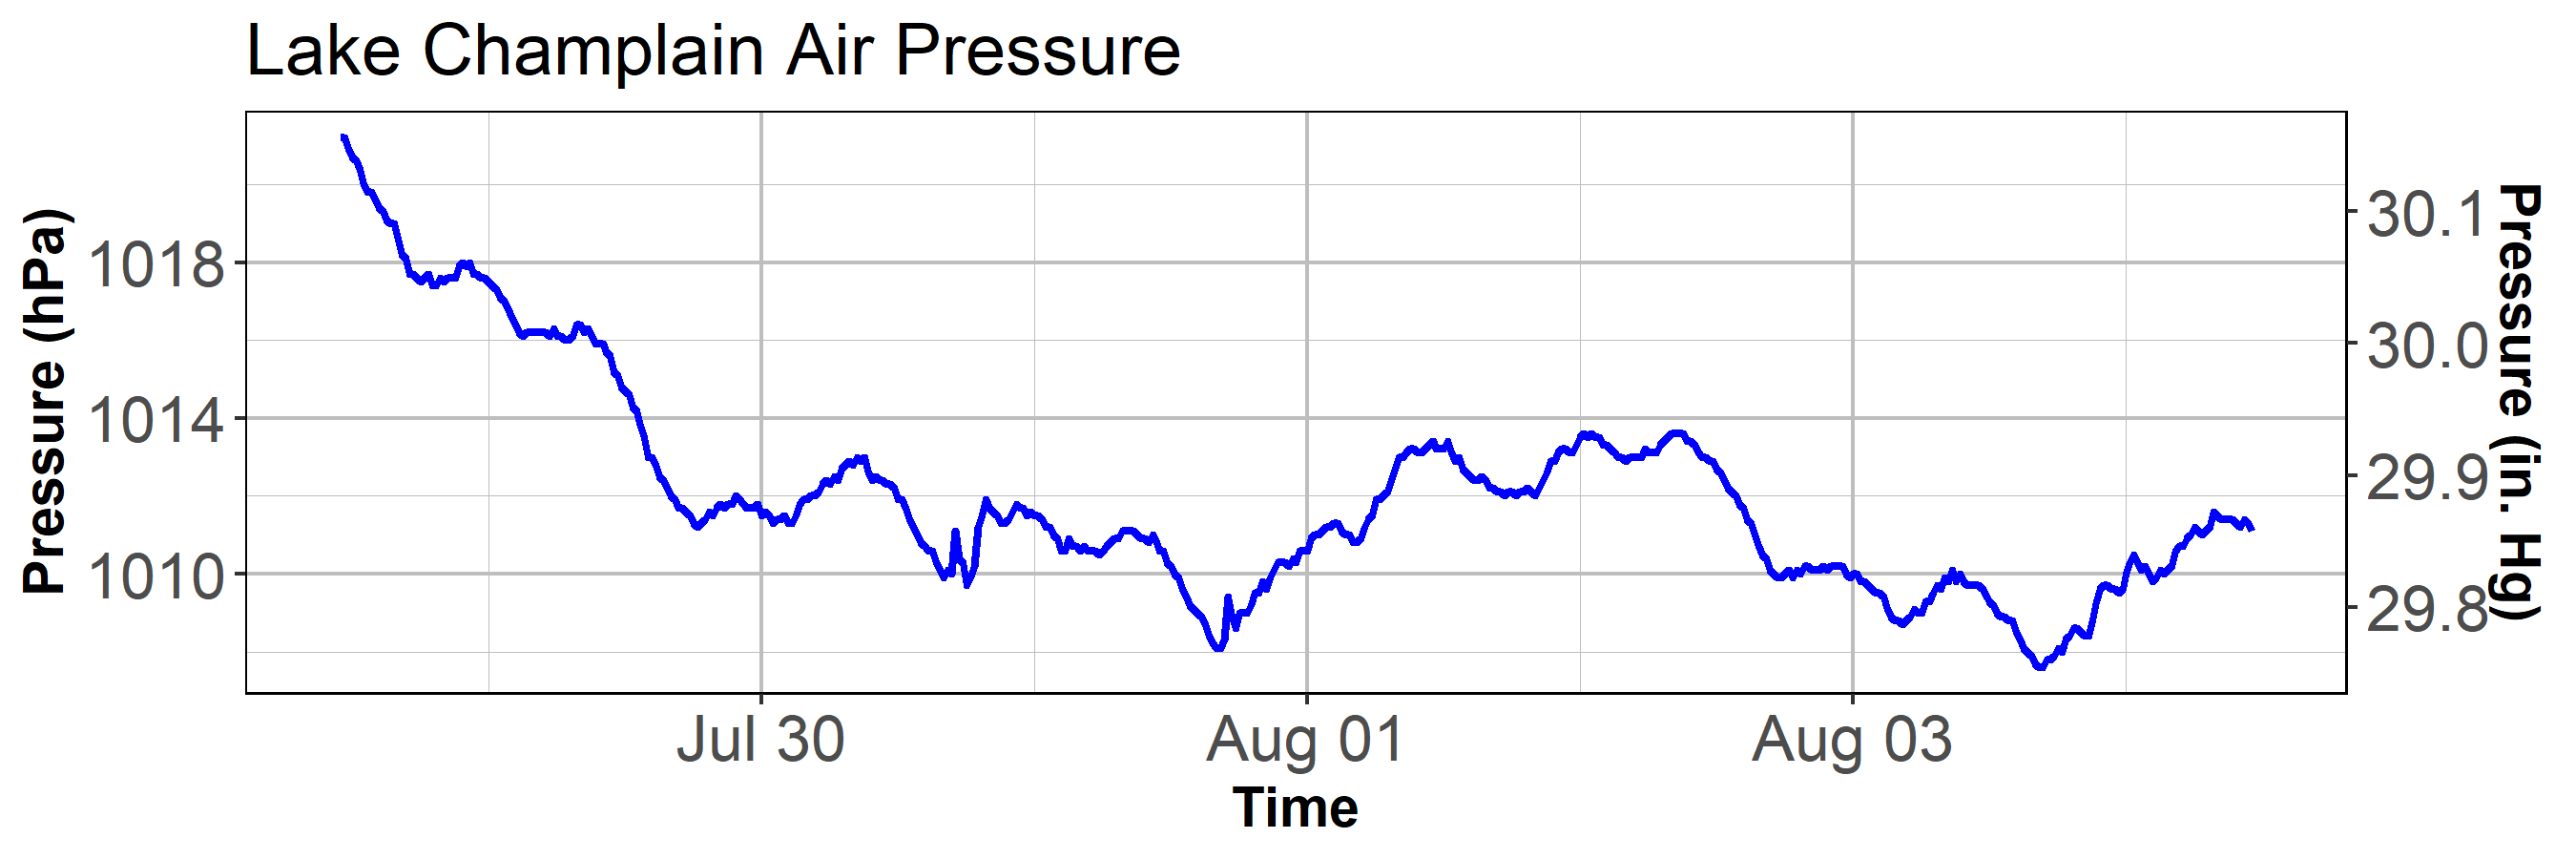 Lake Champlain Air Pressure
Pressure (hPa)
1018
1014
1010
30.1
30.0
29.9
29.8
Pressure (in. Hg)
Jul 30
Aug 01
Aug 03
Time